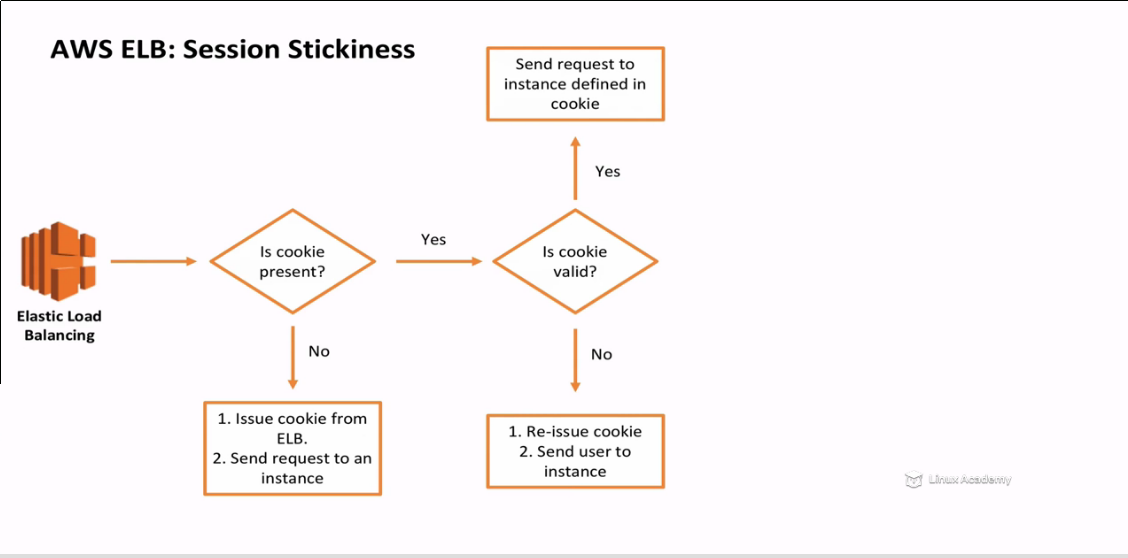 AWS ELB: Session Stickiness
Send request to
instance defined in
cookie
Yes
Is cookie
present?
Yes
Is cookie
valid?
Elastic Load
Balancing
No
No
1. Issue cookie from
ELB.
2. Send request to an
instance
1. Re-issue cookie
2. Send user to
instance
Linux Academy